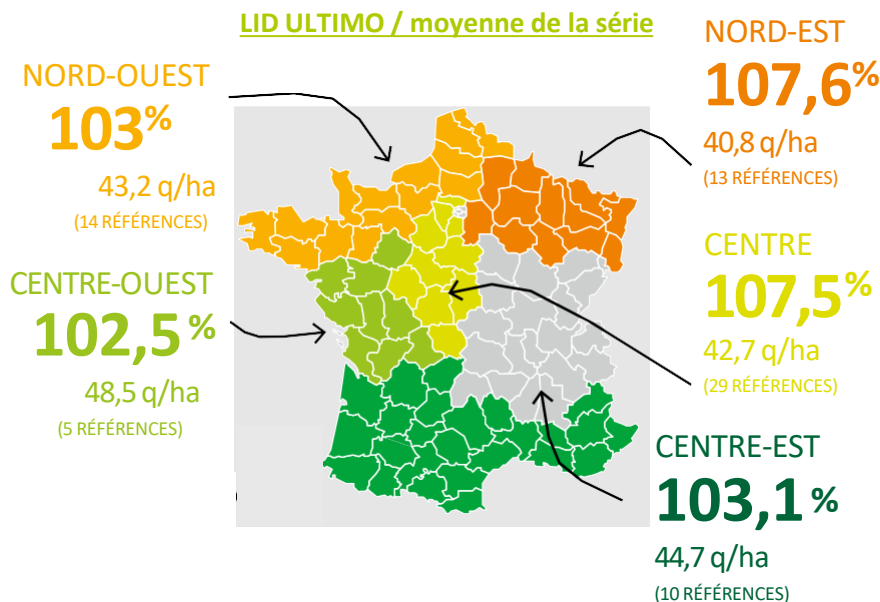 LID ULTIMO / moyenne de la série
NORD-OUEST
103%
43,2 q/ha
(14 RÉFÉRENCES)
NORD-EST
107,6%
40,8 q/ha
(13 RÉFÉRENCES)
CENTRE-OUEST
102,5%
48,5 q/ha
(5 RÉFÉRENCES)
CENTRE
107,5%
42,7 q/ha
(29 RÉFÉRENCES)
CENTRE-EST
103,1%
44,7 q/ha
(10 RÉFÉRENCES)